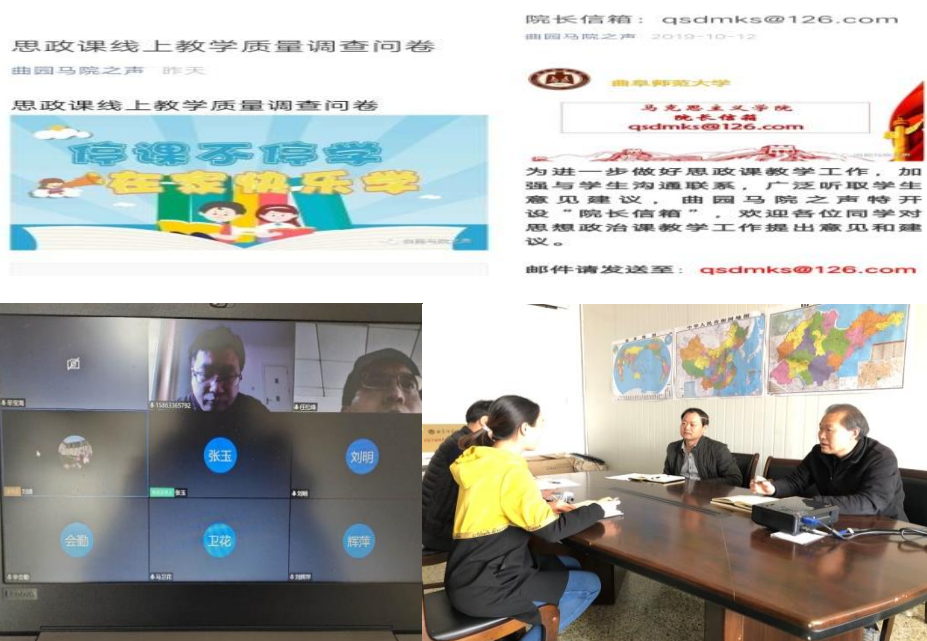 思政课线上教学质量调查问卷
曲园马院之声 昨天
思政课线上教学质量调查问卷
停课不停学
在家快乐学
院长信箱：qsdmks@126.com
曲园马院之声 2019-10-12
曲阜师范大学
马克思主义学院
院长信箱
qsdmks@126.com
为进一步做好思政课教学工作，加
强与学生沟通联系，广泛听取学生
意见建议，曲园马院之声特开
设“院长信箱”，欢迎各位同学对
思想政治课教学工作提出意见和建
议。
邮件请发送至：qsdmks@126.com
张玉
刘明
张玉
刘明
会勤
卫花
辉萍
中华人民共和国地图